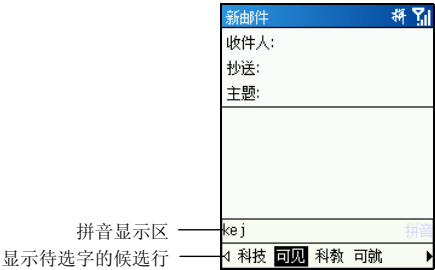 新邮件 拼
收件人:
抄送:
主题:
拼音显示区 kej 拼音
显示待选字的候选行 科技 可见 科教 可就